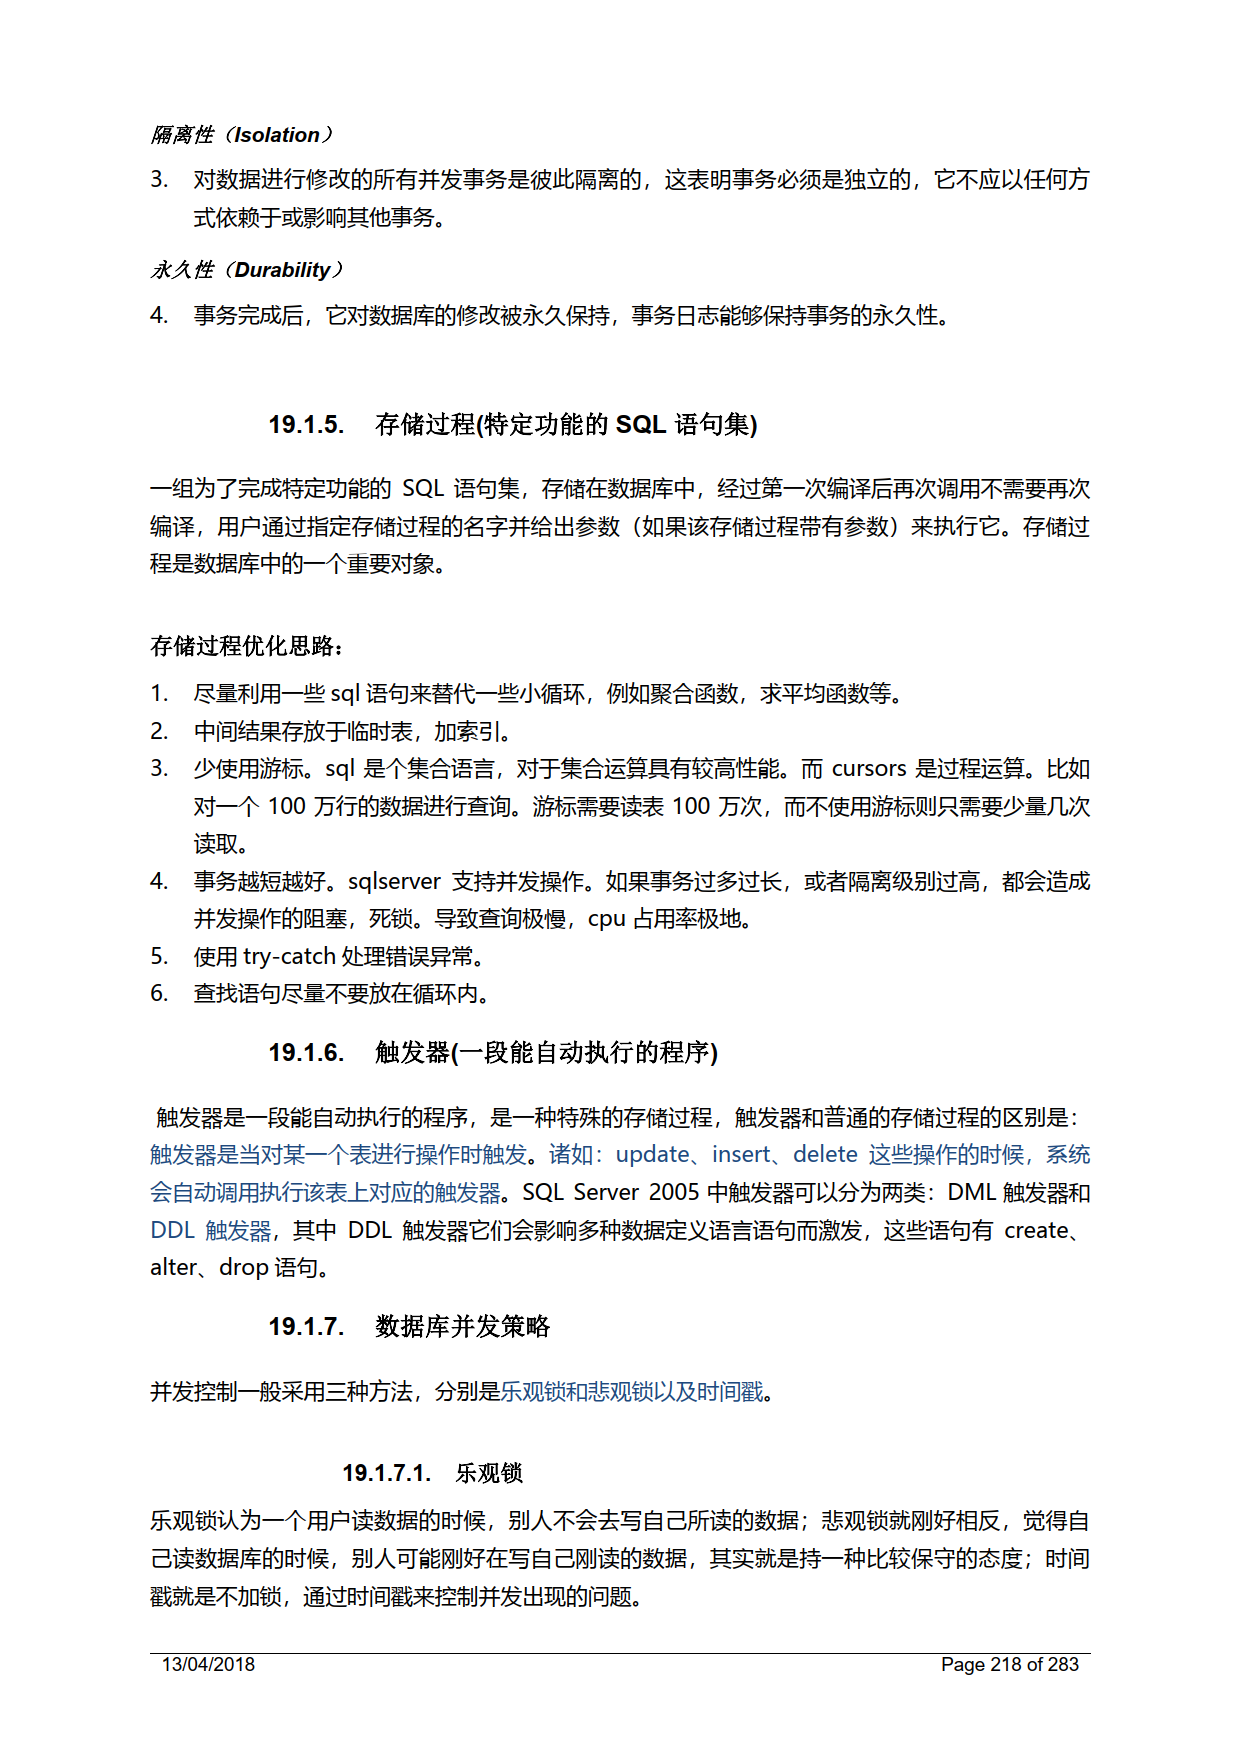 隔离性（Isolation）
3. 对数据进行修改的所有并发事务是彼此隔离的，这表明事务必须是独立的，它不应以任何方
式依赖于或影响其他事务。
永久性（Durability）
4. 事务完成后，它对数据库的修改被永久保持，事务日志能够保持事务的永久性。
19.1.5. 存储过程(特定功能的 SQL 语句集)
一组为了完成特定功能的 SQL 语句集，存储在数据库中，经过第一次编译后再次调用不需要再次
编译，用户通过指定存储过程的名字并给出参数（如果该存储过程带有参数）来执行它。存储过
程是数据库中的一个重要对象。
存储过程优化思路：
1. 尽量利用一些 sql 语句来替代一些小循环，例如聚合函数，求平均函数等。
2. 中间结果存放于临时表，加索引。
3. 少使用游标。sql 是个集合语言，对于集合运算具有较高性能。而 cursors 是过程运算。比如
对一个 100 万行的数据进行查询。游标需要读表 100 万次，而不使用游标则只需要少量几次
读取。
4. 事务越短越好。sqlserver 支持并发操作。如果事务过多过长，或者隔离级别过高，都会造成
并发操作的阻塞，死锁。导致查询极慢，cpu 占用率极地。
5. 使用 try-catch 处理错误异常。
6. 查找语句尽量不要放在循环内。
19.1.6. 触发器(一段能自动执行的程序)
触发器是一段能自动执行的程序，是一种特殊的存储过程，触发器和普通的存储过程的区别是：
触发器是当对某一个表进行操作时触发。诸如：update、insert、delete 这些操作的时候，系统
会自动调用执行该表上对应的触发器。SQL Server 2005 中触发器可以分为两类：DML 触发器和
DDL 触发器，其中 DDL 触发器它们会影响多种数据定义语言语句而激发，这些语句有 create、
alter、drop 语句。
19.1.7. 数据库并发策略
并发控制一般采用三种方法，分别是乐观锁和悲观锁以及时间戳。
19.1.7.1. 乐观锁
乐观锁认为一个用户读数据的时候，别人不会去写自己所读的数据；悲观锁就刚好相反，觉得自
己读数据库的时候，别人可能刚好在写自己刚读的数据，其实就是持一种比较保守的态度；时间
戳就是不加锁，通过时间戳来控制并发出现的问题。
13/04/2018 Page 218 of 283